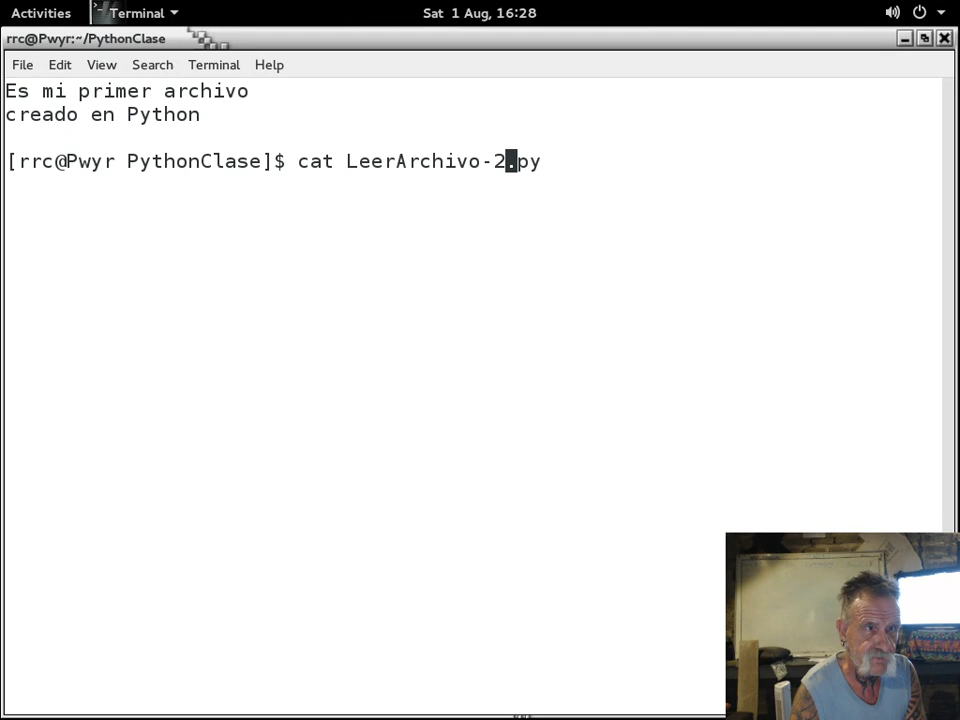 Activities
Terminal
Sat 1 Aug, 16:28
rrc@Pwyr:~/PythonClase
File Edit View Search Terminal Help
Es mi primer archivo
creado en Python
[rrc@Pwyr PythonClase]$ cat LeerArchivo-2.py